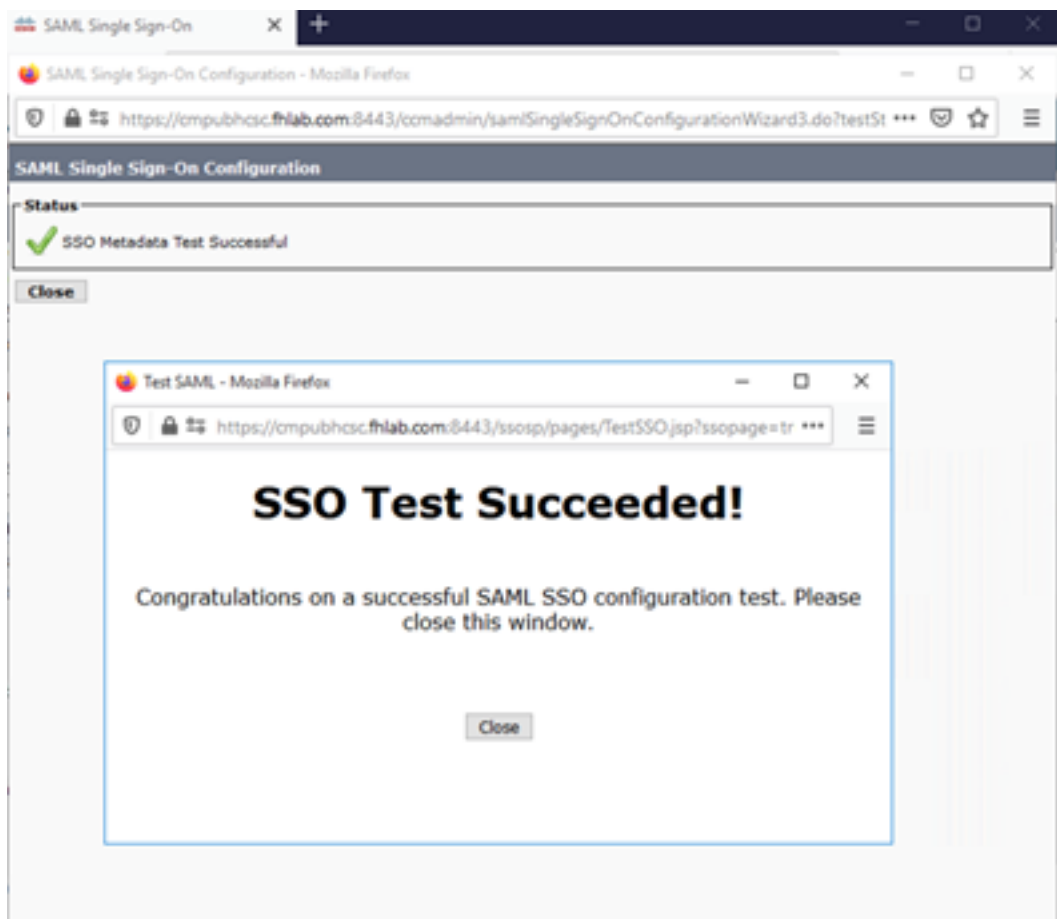 SAML Single Sign-On
SAML Single Sign-On Configuration - Mozilla Firefox
https://cmpubhcsc.fhlab.com:8443/ccmadmin/samlSingleSignOnConfigurationWizard3.do?testSt
SAML Single Sign-On Configuration
Status
SSO Metadata Test Successful
Close
Test SAML - Mozilla Firefox
https://cmpubhcsc.fhlab.com:8443/ssosp/pages/TestSSO.jsp?ssopage=tr
SSO Test Succeeded!
Congratulations on a successful SAML SSO configuration test. Please
close this window.
Close